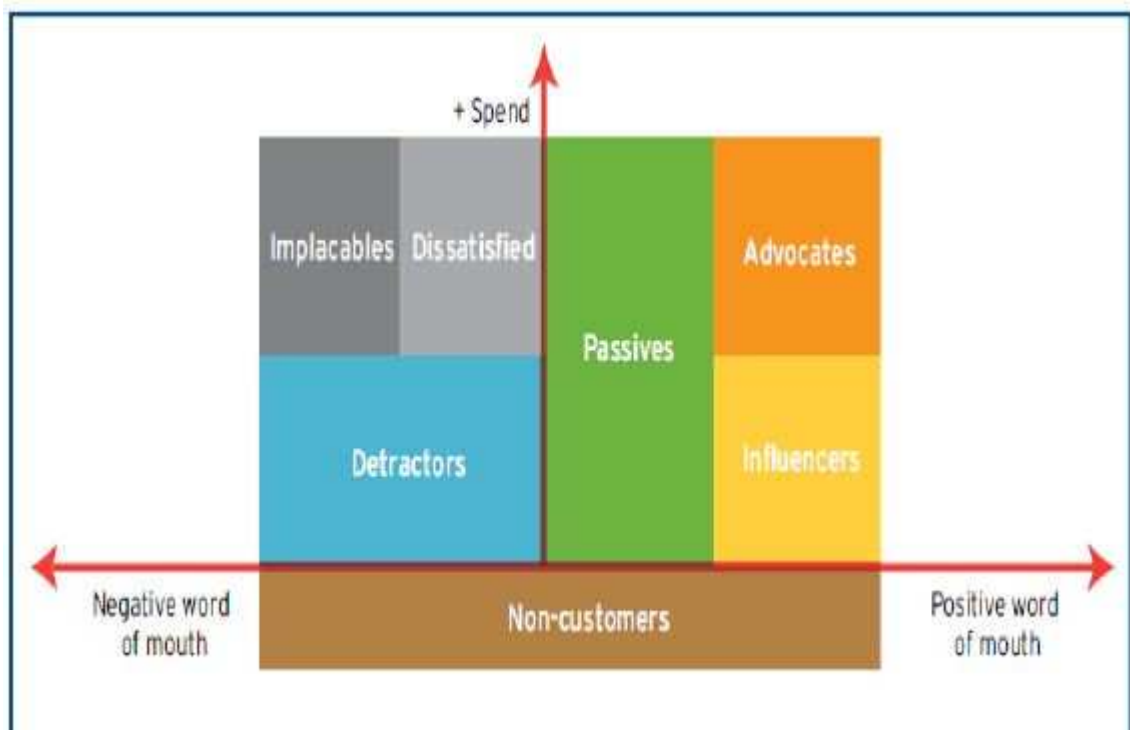 + Spend
Implacables
Dissatisfied
Advocates
Passives
Detractors
Influencers
Negative word
of mouth
Non-customers
Positive word
of mouth